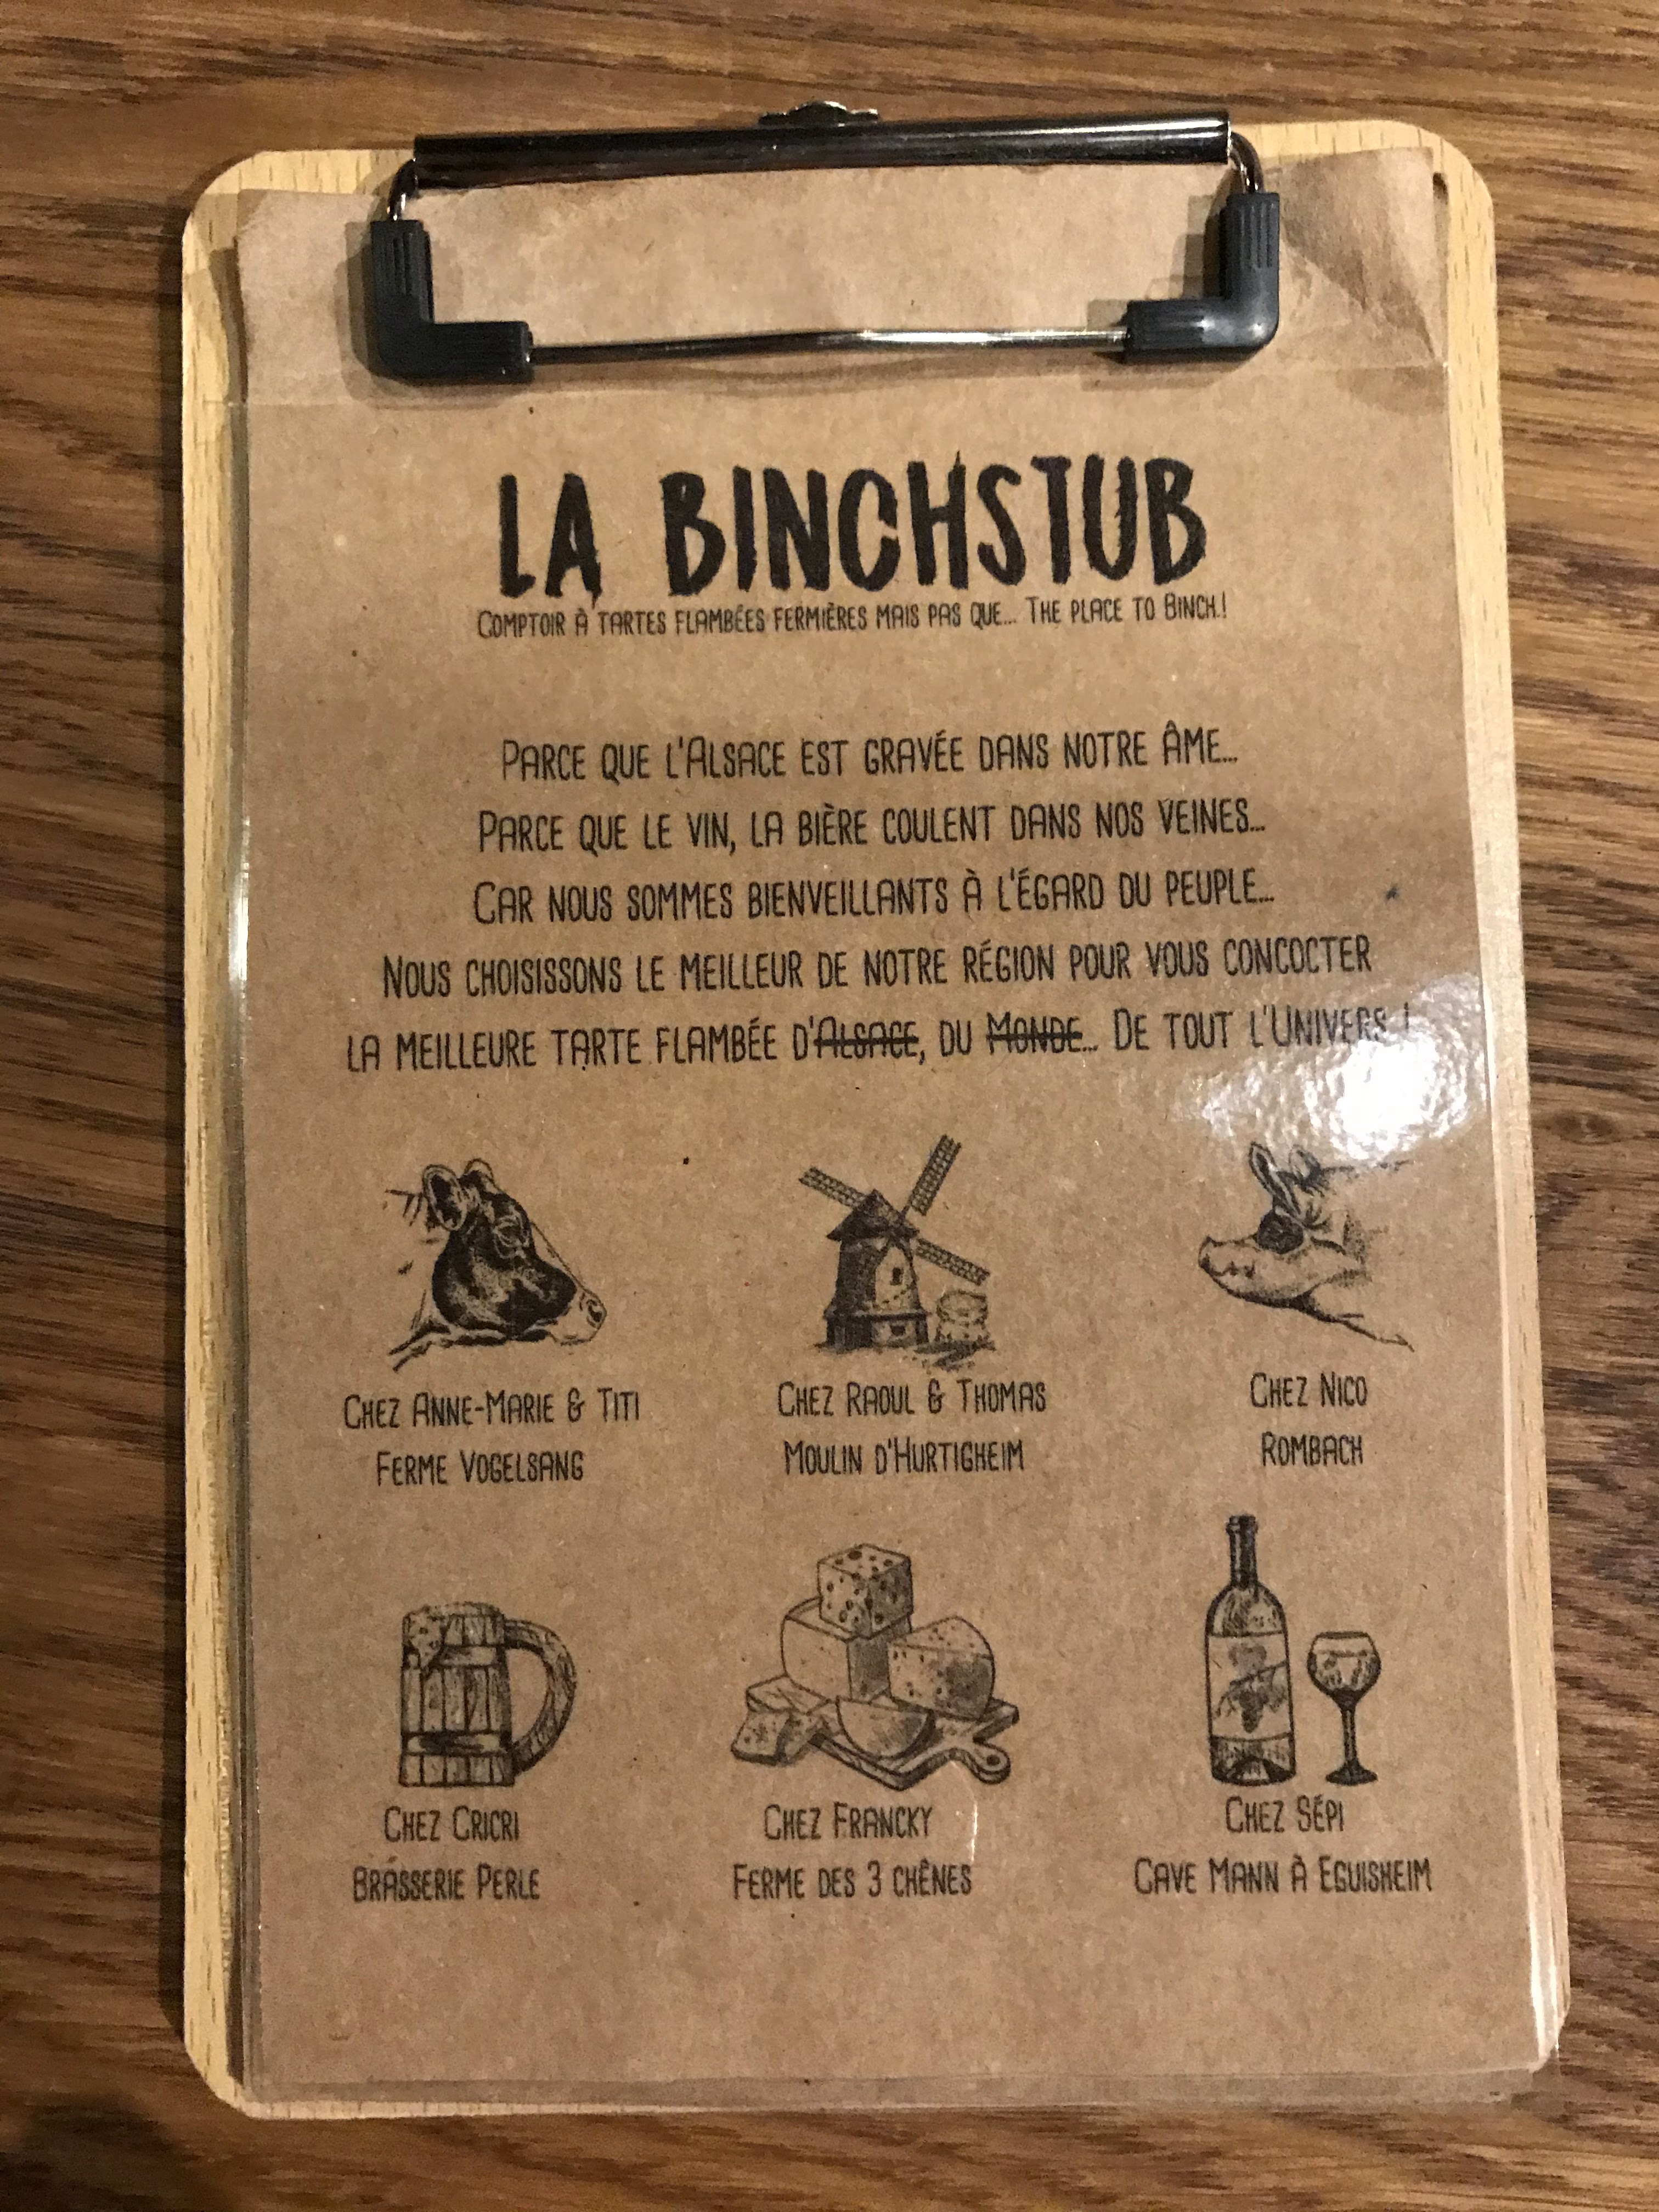 LA BINCHSTUB
COMPTOIR À TARTES FLAMBÉES FERMIÈRES MAIS PAS QUE... THE PLACE TO BINCH.!
PARCE QUE L'ALSACE EST GRAVÉE DANS NOTRE ÂME...
PARCE QUE LE VIN, LA BIÈRE COULENT DANS NOS VEINES...
CAR NOUS SOMMES BIENVEILLANTS À L'ÉGARD DU PEUPLE...
NOUS CHOISISSONS LE MEILLEUR DE NOTRE RÉGION POUR VOUS CONCOCTER
LA MEILLEURE TARTE FLAMBÉE D'ALSACE, DU MONDE... DE TOUT L'UNIVERS !
CHEZ ANNE-MARIE & TITI
FERME VOGELSANG
CHEZ RAOUL & THOMAS
MOULIN D'HURTIGHEIM
CHEZ NICO
ROMBACH
CHEZ CRICRI
BRASSERIE PERLE
CHEZ FRANCKY
FERME DES 3 CHÊNES
CHEZ SÉPI
CAVE MANN À EGUISHEIM